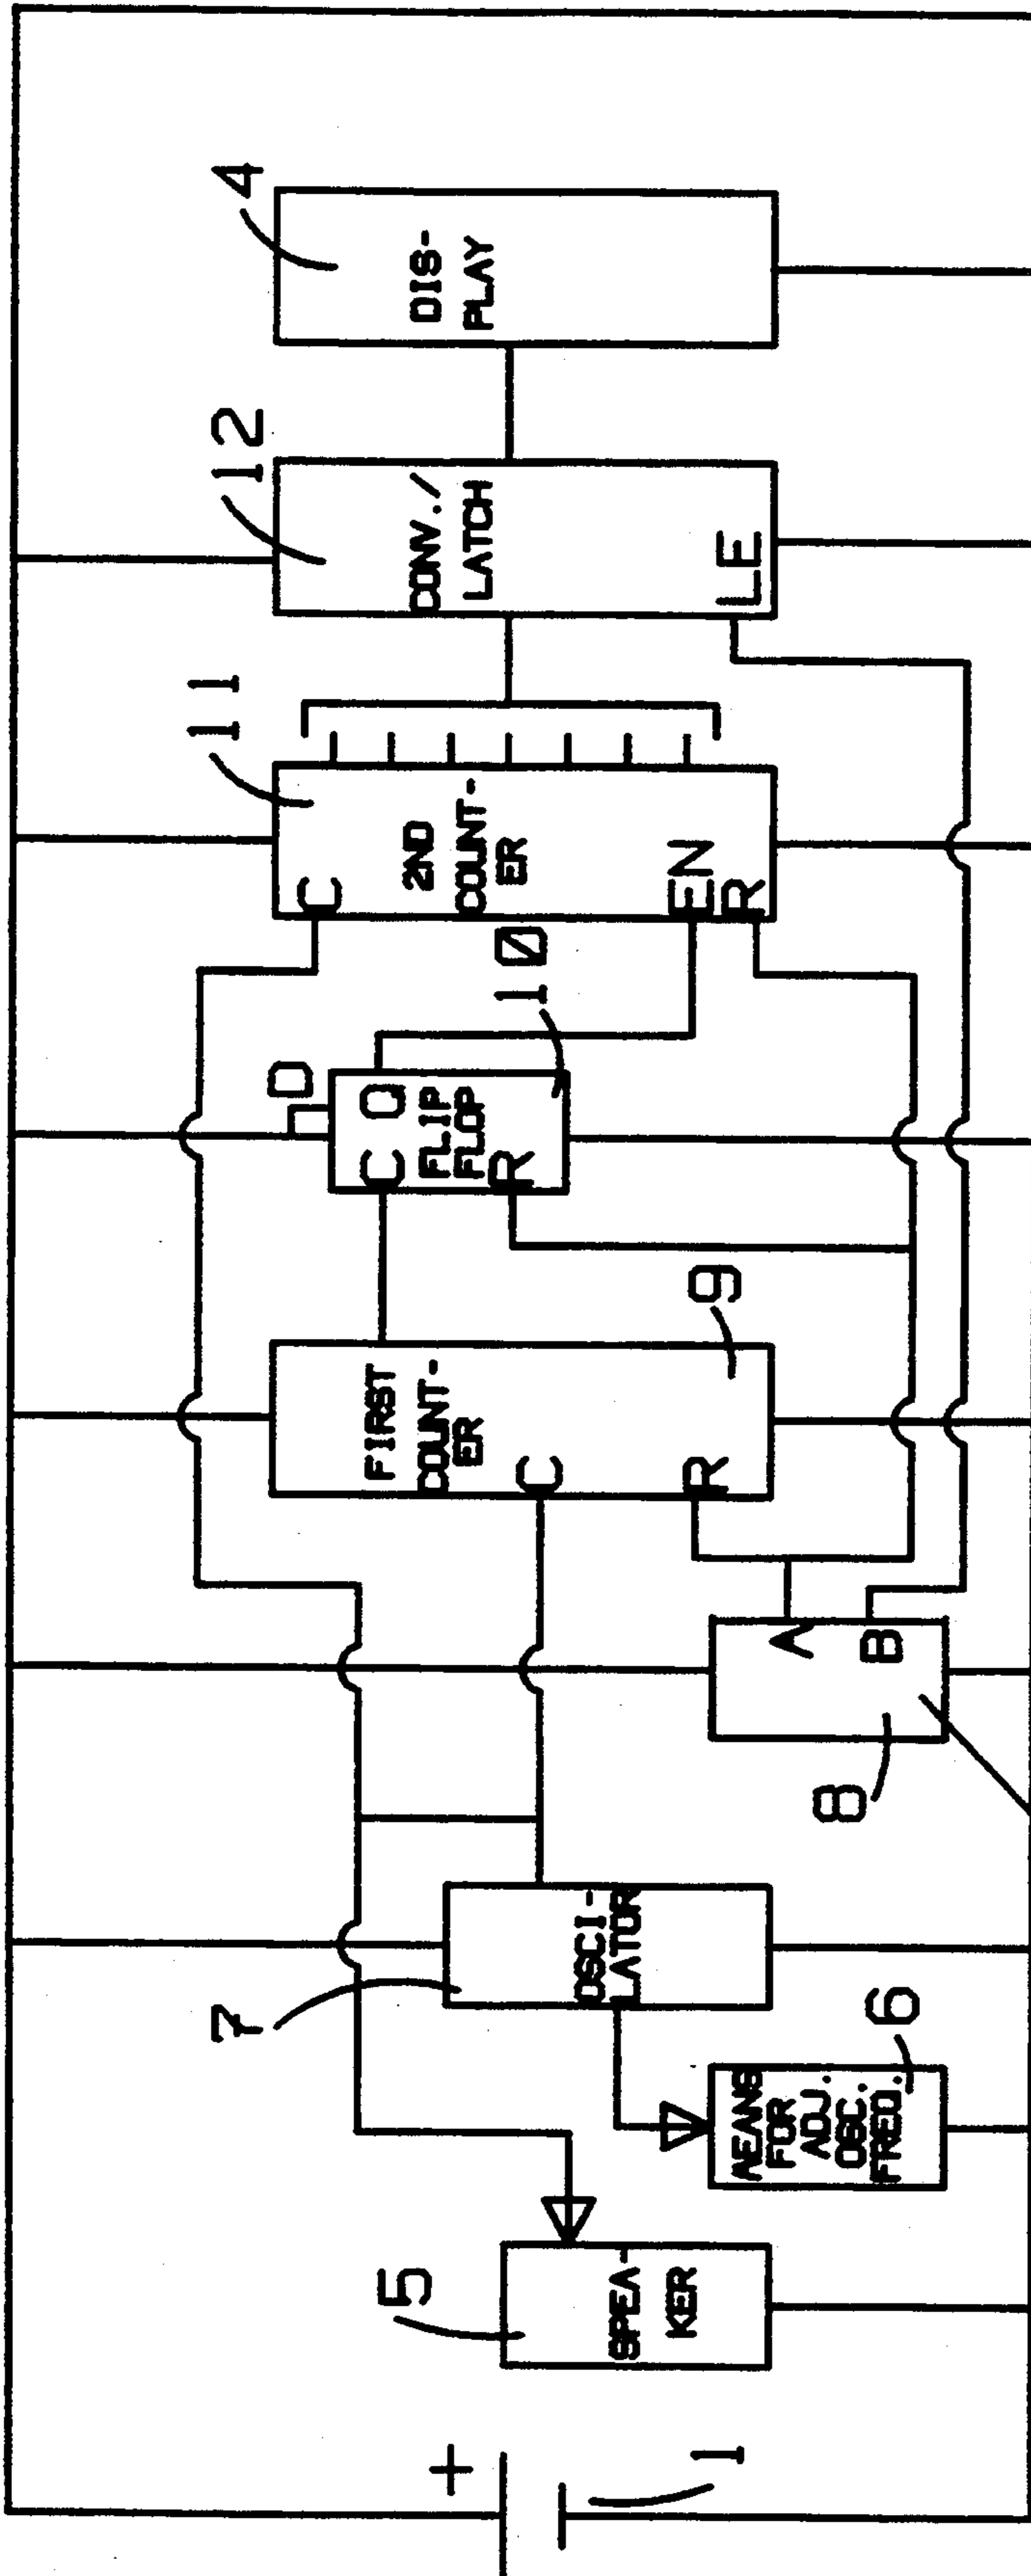 +
1
5
SPEA-
KER
AEANS
FOR
ADJ.
OSC.
FREQ.
6
7
OSCI-
LATOR
8
A
B
FIRST
COUNT-
ER
C
R
9
D
C Q
FLIP
FLOP
R
10
11
C
2ND
COUNT-
ER
EN
R
12
CONV./
LATCH
LE
4
DIS-
PLAY